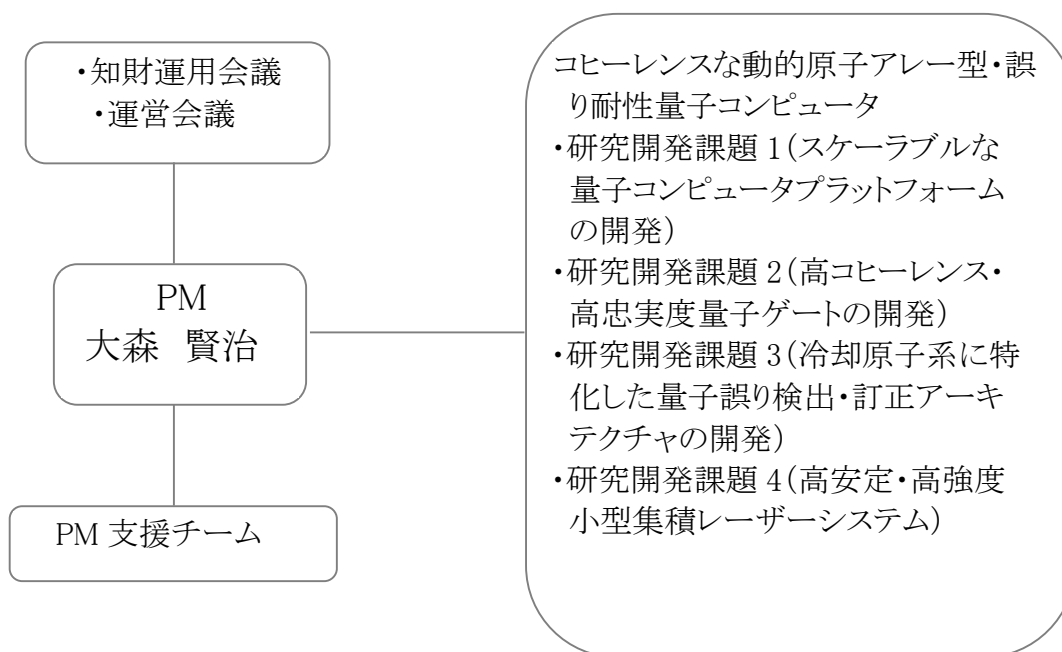 ・知財運用会議
・運営会議
PM
大森　賢治
PM 支援チーム
コヒーレンスな動的原子アレー型・誤
り耐性量子コンピュータ
・研究開発課題 1(スケーラブルな
量子コンピュータプラットフォーム
の開発)
・研究開発課題 2(高コヒーレンス・
高忠実度量子ゲートの開発)
・研究開発課題 3(冷却原子系に特
化した量子誤り検出・訂正アーキ
テクチャの開発)
・研究開発課題 4(高安定・高強度
小型集積レーザーシステム)